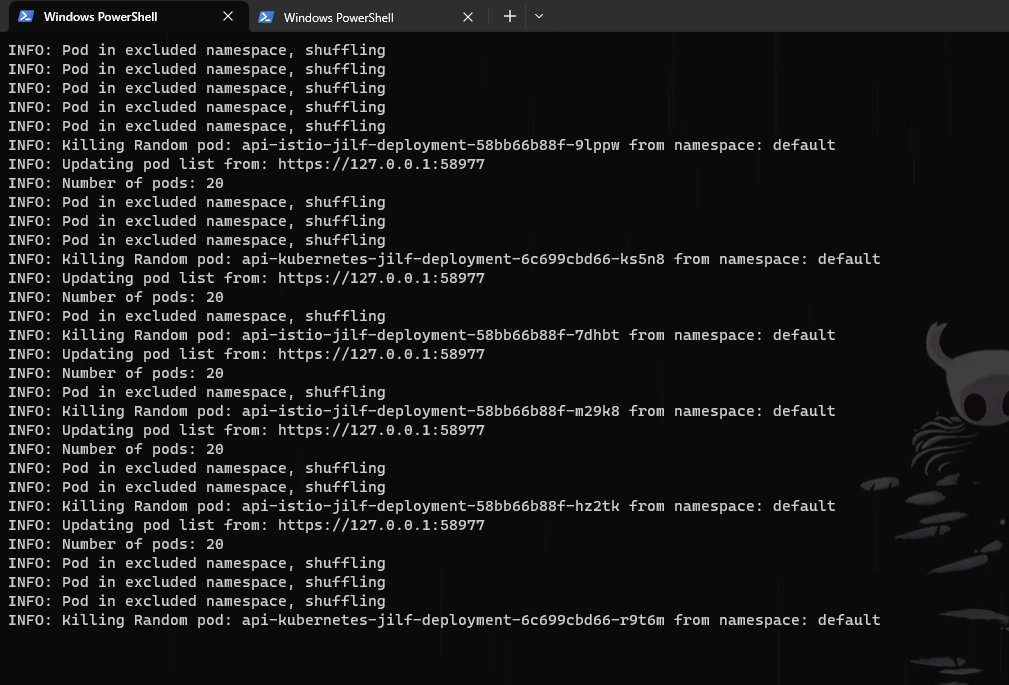 Windows PowerShell
Windows PowerShell
INFO: Pod in excluded namespace, shuffling
INFO: Pod in excluded namespace, shuffling
INFO: Pod in excluded namespace, shuffling
INFO: Pod in excluded namespace, shuffling
INFO: Pod in excluded namespace, shuffling
INFO: Killing Random pod: api-istio-jilf-deployment-58bb66b88f-9lppw from namespace: default
INFO: Updating pod list from: https://127.0.0.1:58977
INFO: Number of pods: 20
INFO: Pod in excluded namespace, shuffling
INFO: Pod in excluded namespace, shuffling
INFO: Pod in excluded namespace, shuffling
INFO: Killing Random pod: api-kubernetes-jilf-deployment-6c699cbd66-ks5n8 from namespace: default
INFO: Updating pod list from: https://127.0.0.1:58977
INFO: Number of pods: 20
INFO: Pod in excluded namespace, shuffling
INFO: Killing Random pod: api-istio-jilf-deployment-58bb66b88f-7dhbt from namespace: default
INFO: Updating pod list from: https://127.0.0.1:58977
INFO: Number of pods: 20
INFO: Pod in excluded namespace, shuffling
INFO: Killing Random pod: api-istio-jilf-deployment-58bb66b88f-m29k8 from namespace: default
INFO: Updating pod list from: https://127.0.0.1:58977
INFO: Number of pods: 20
INFO: Pod in excluded namespace, shuffling
INFO: Pod in excluded namespace, shuffling
INFO: Killing Random pod: api-istio-jilf-deployment-58bb66b88f-hz2tk from namespace: default
INFO: Updating pod list from: https://127.0.0.1:58977
INFO: Number of pods: 20
INFO: Pod in excluded namespace, shuffling
INFO: Pod in excluded namespace, shuffling
INFO: Pod in excluded namespace, shuffling
INFO: Killing Random pod: api-kubernetes-jilf-deployment-6c699cbd66-r9t6m from namespace: default